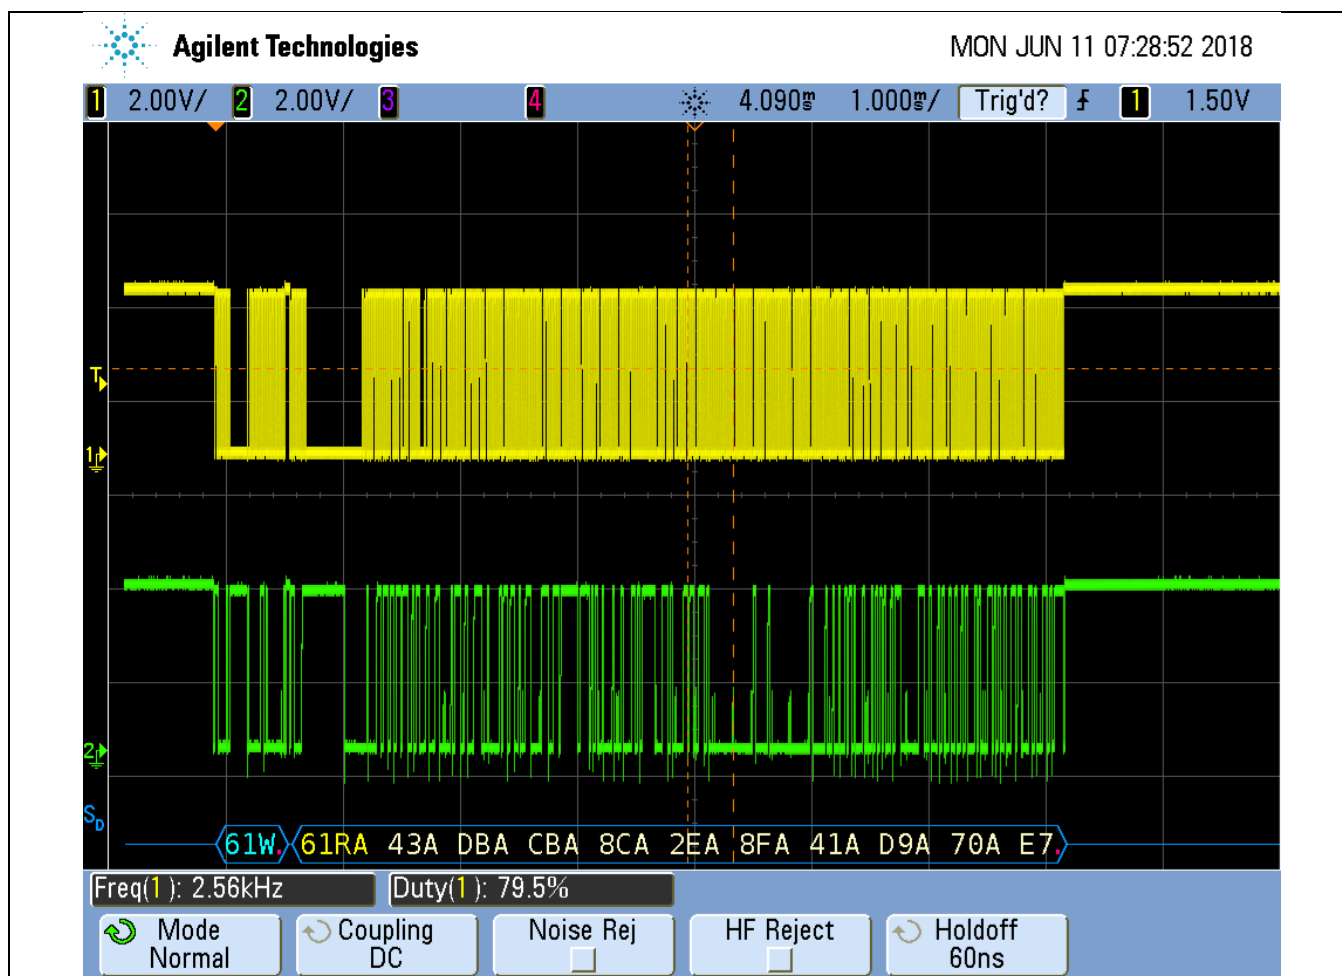 Agilent Technologies MON JUN 11 07:28:52 2018
1 2.00V/ 2 2.00V/ 3 4 4.090ms 1.000ms/ Trig'd? 1 1.50V
T
1
2
SD
61W. 61RA 43A DBA CBA 8CA 2EA 8FA 41A D9A 70A E7.
Freq(1): 2.56kHz Duty(1): 79.5%
Mode Coupling Noise Rej HF Reject Holdoff
Normal DC 60ns